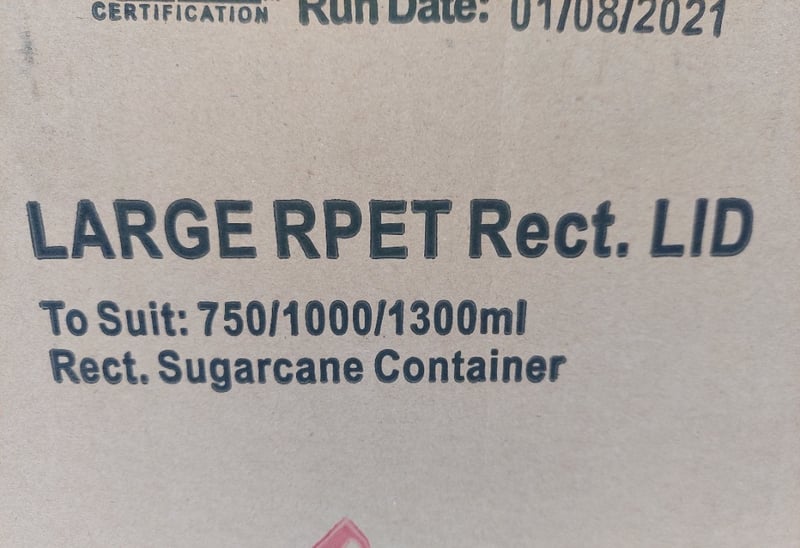 CERTIFICATION Run Date: 01/08/2021
LARGE RPET Rect. LID
To Suit: 750/1000/1300ml
Rect. Sugarcane Container